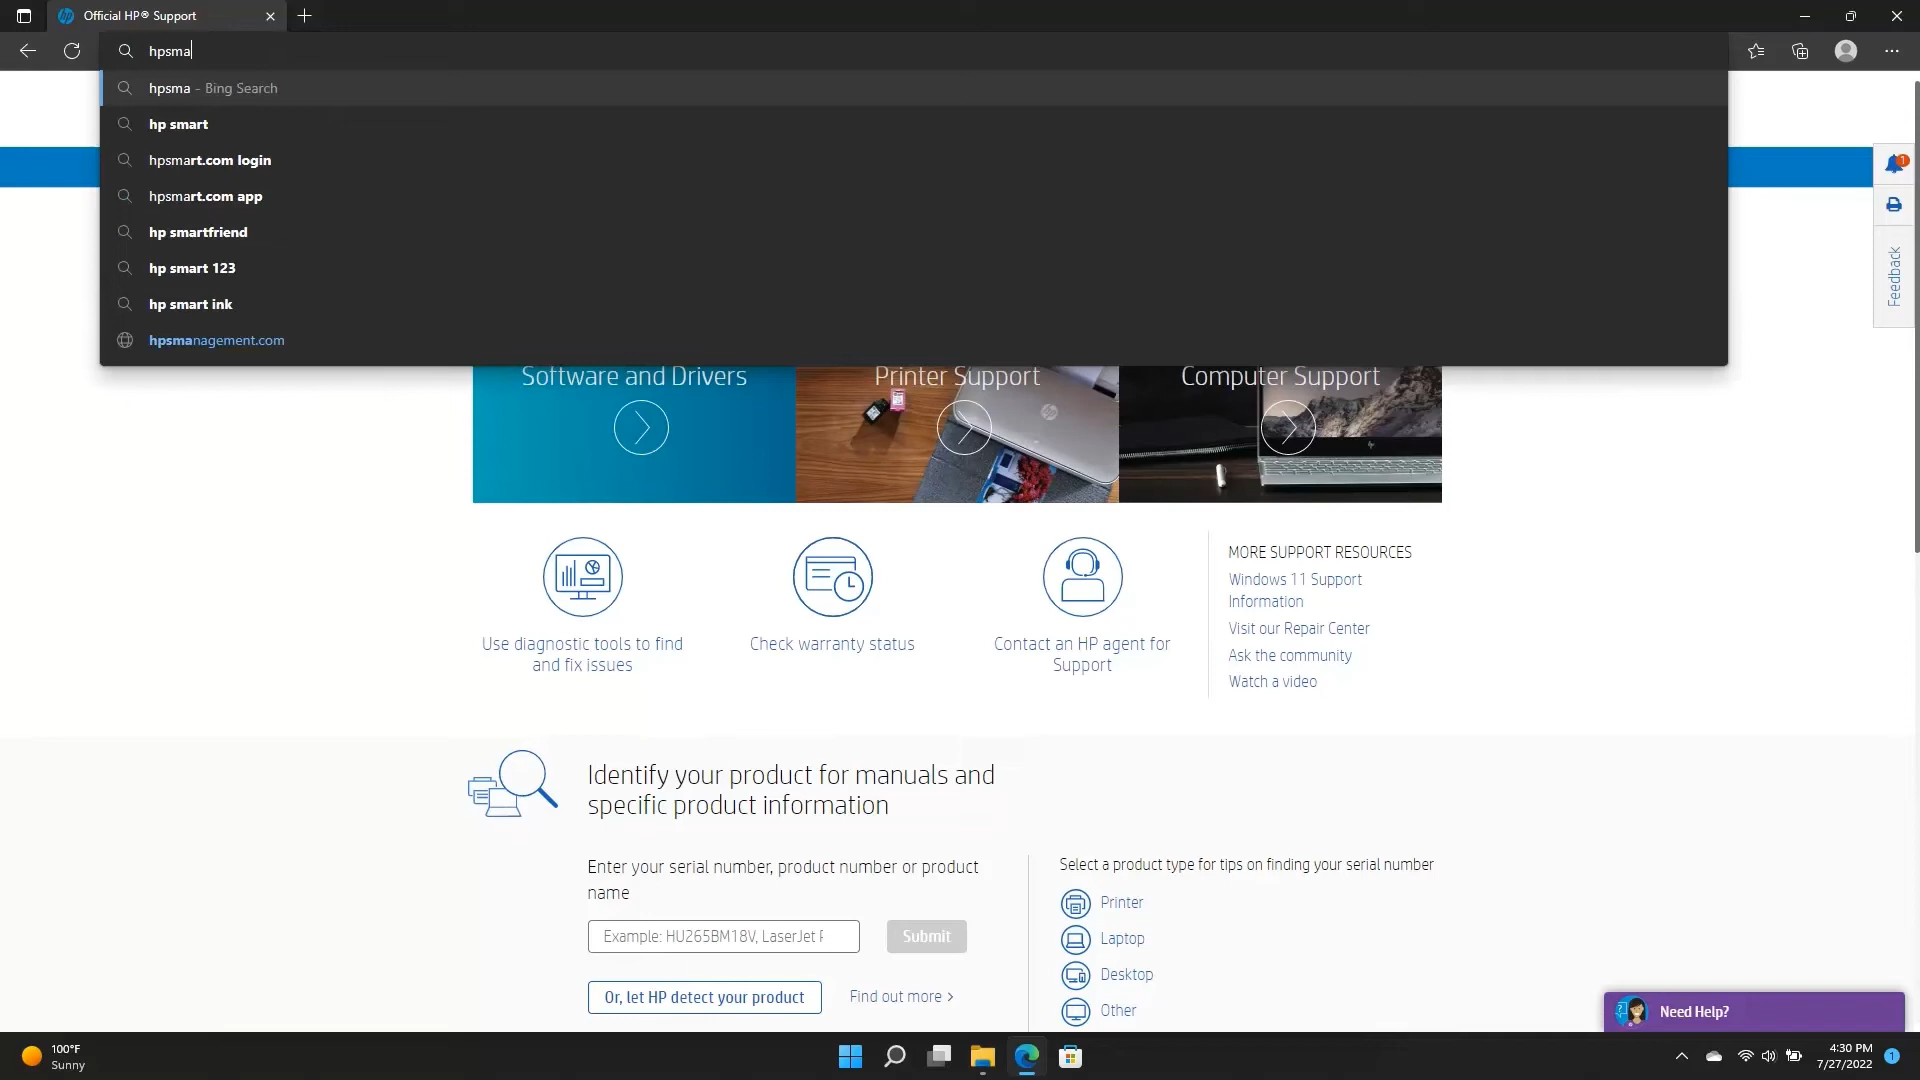 Official HP® Support
hpsma
hpsma - Bing Search
hp smart
hpsmart.com login
hpsmart.com app
hp smartfriend
hp smart 123
hp smart ink
hpsmanagement.com
1
Feedback
Software and Drivers
Printer Support
Computer Support
Use diagnostic tools to find
and fix issues
Check warranty status
Contact an HP agent for
Support
MORE SUPPORT RESOURCES
Windows 11 Support
Information
Visit our Repair Center
Ask the community
Watch a video
Identify your product for manuals and
specific product information
Enter your serial number, product number or product
name
Example: HU265BM18V, LaserJet
Submit
Or, let HP detect your product
Find out more >
Select a product type for tips on finding your serial number
Printer
Laptop
Desktop
Other
Need Help?
100°F
Sunny
4:30 PM
7/27/2022
1